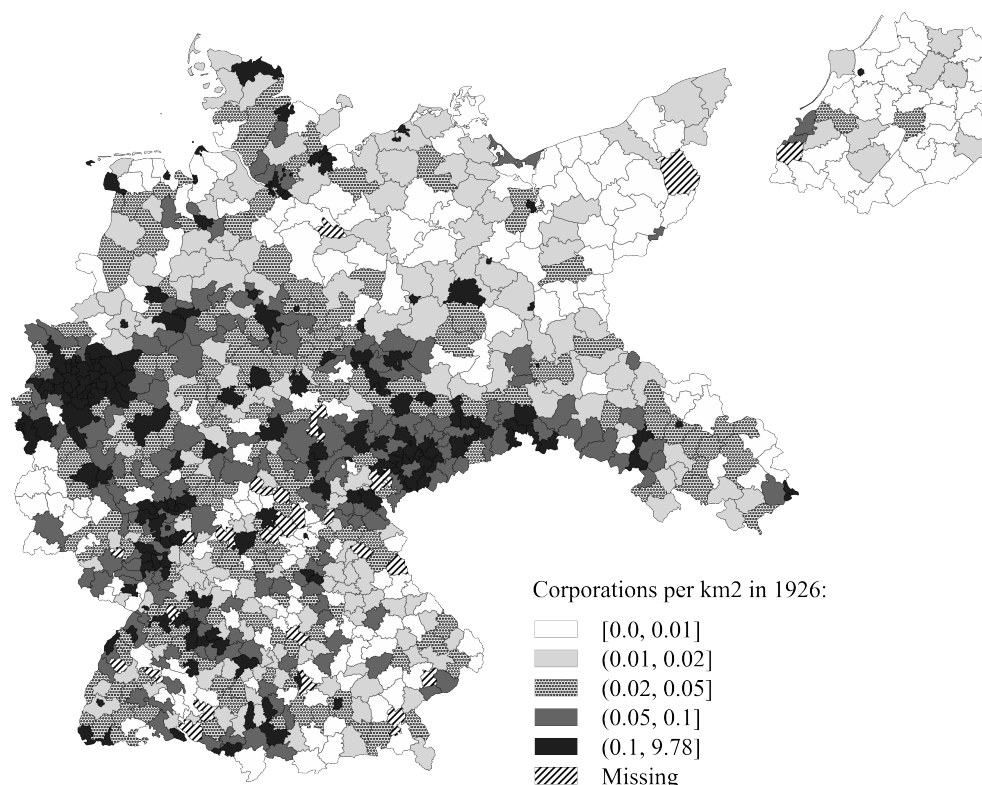 Corporations per km2 in 1926:
[0.0, 0.01]
(0.01, 0.02]
(0.02, 0.05]
(0.05, 0.1]
(0.1, 9.78]
Missing